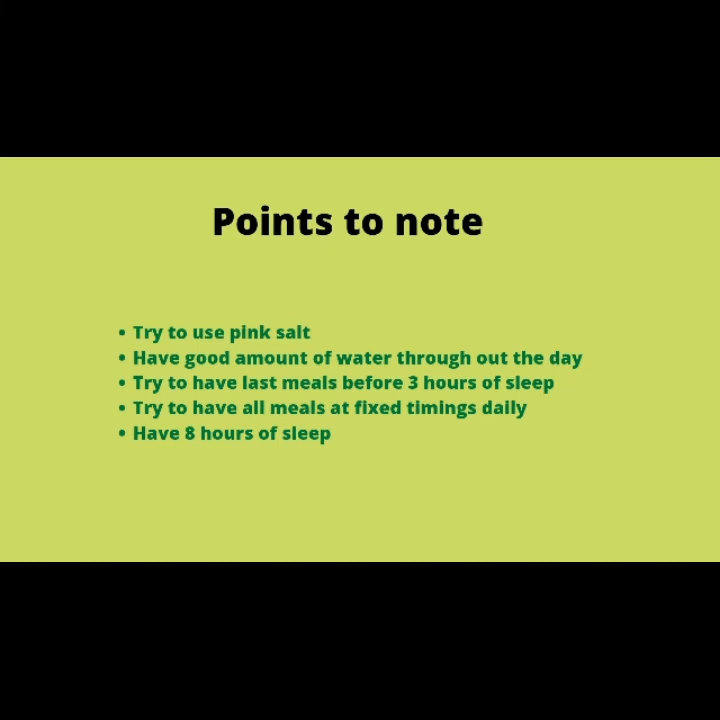 Points to note
• Try to use pink salt
• Have good amount of water through out the day
• Try to have last meals before 3 hours of sleep
• Try to have all meals at fixed timings daily
• Have 8 hours of sleep